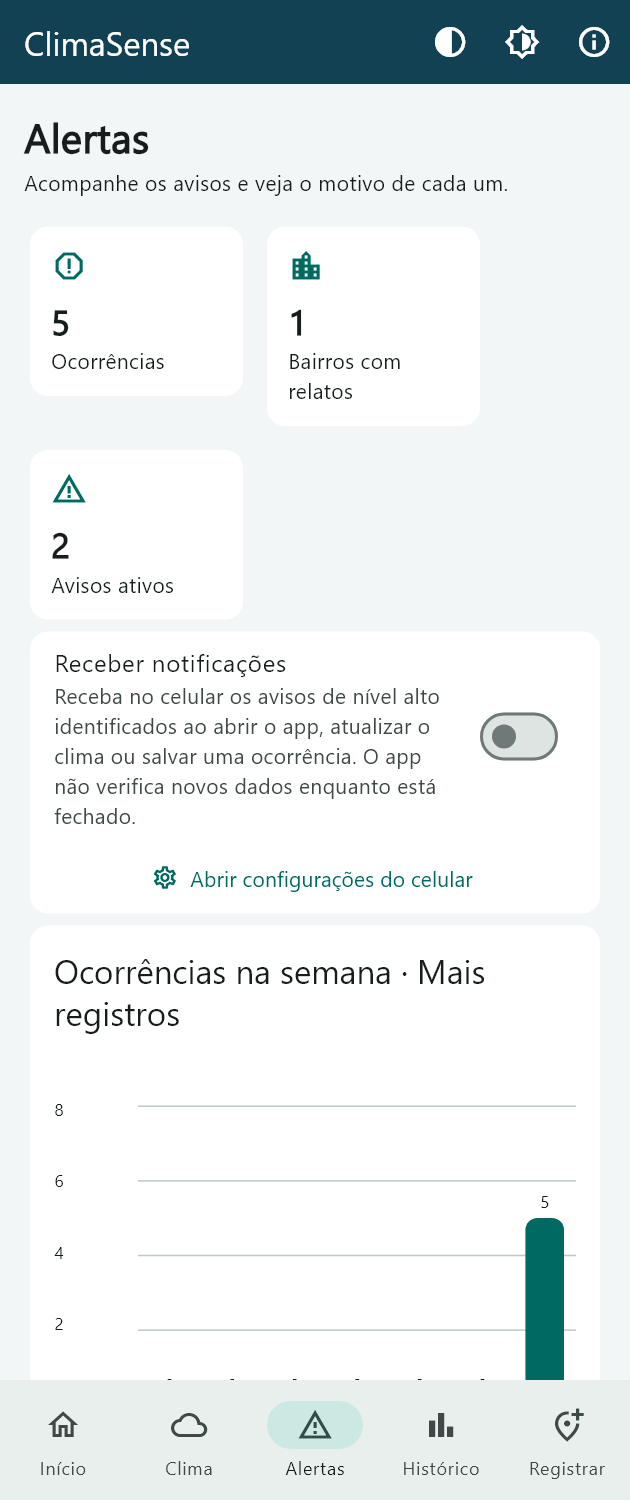 ClimaSense
Alertas
Acompanhe os avisos e veja o motivo de cada um.
5
Ocorrências
1
Bairros com
relatos
2
Avisos ativos
Receber notificações
Receba no celular os avisos de nível alto
identificados ao abrir o app, atualizar o
clima ou salvar uma ocorrência. O app
não verifica novos dados enquanto está
fechado.
Abrir configurações do celular
Ocorrências na semana · Mais
registros
8
6
5
4
2
Início
Clima
Alertas
Histórico
Registrar